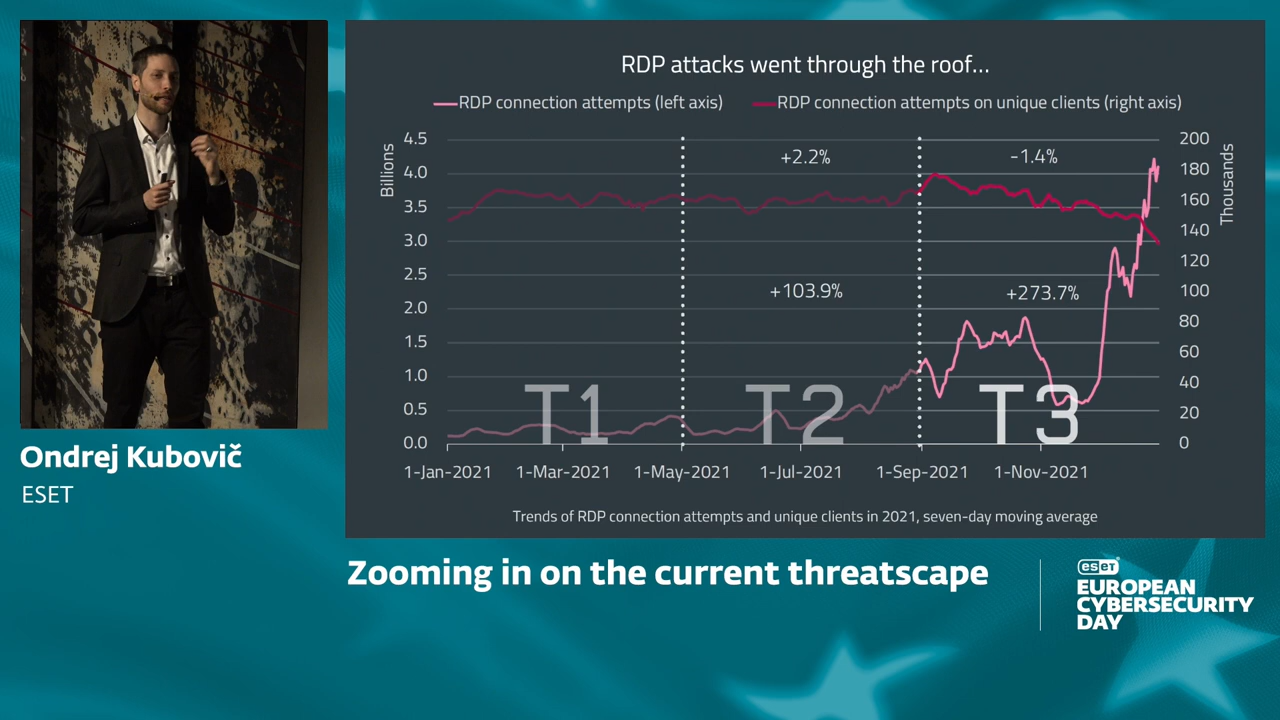 RDP attacks went through the roof...
RDP connection attempts (left axis)
RDP connection attempts on unique clients (right axis)
Billions
4.5
4.0
3.5
3.0
2.5
2.0
1.5
1.0
0.5
0.0
+2.2%
-1.4%
+103.9%
+273.7%
T1
T2
T3
200
180
160
140
120
100
80
60
40
20
0
Thousands
1-Jan-2021
1-Mar-2021
1-May-2021
1-Jul-2021
1-Sep-2021
1-Nov-2021
Trends of RDP connection attempts and unique clients in 2021, seven-day moving average
Ondrej Kubovič
ESET
Zooming in on the current threatscape
eset
EUROPEAN
CYBERSECURITY
DAY